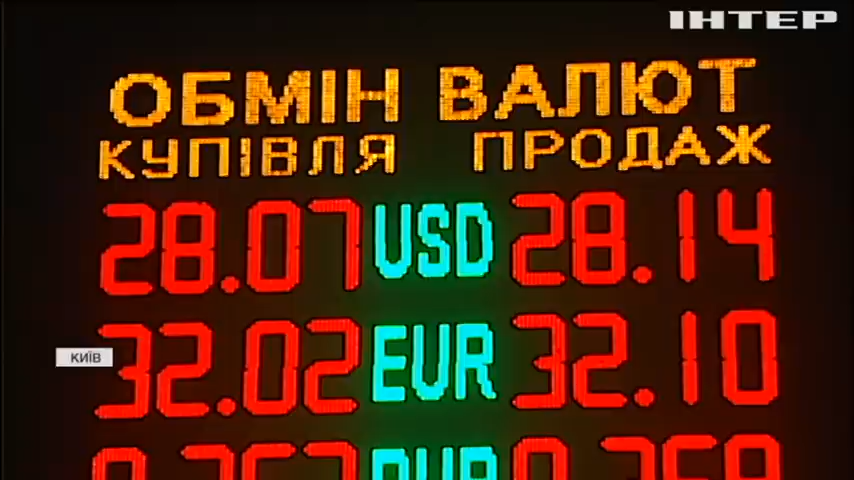 ІНТЕР
ОБМІН ВАЛЮТ
КУПІВЛЯ ПРОДАЖ
28.07 USD 28.14
КИЇВ
32.02 EUR 32.10